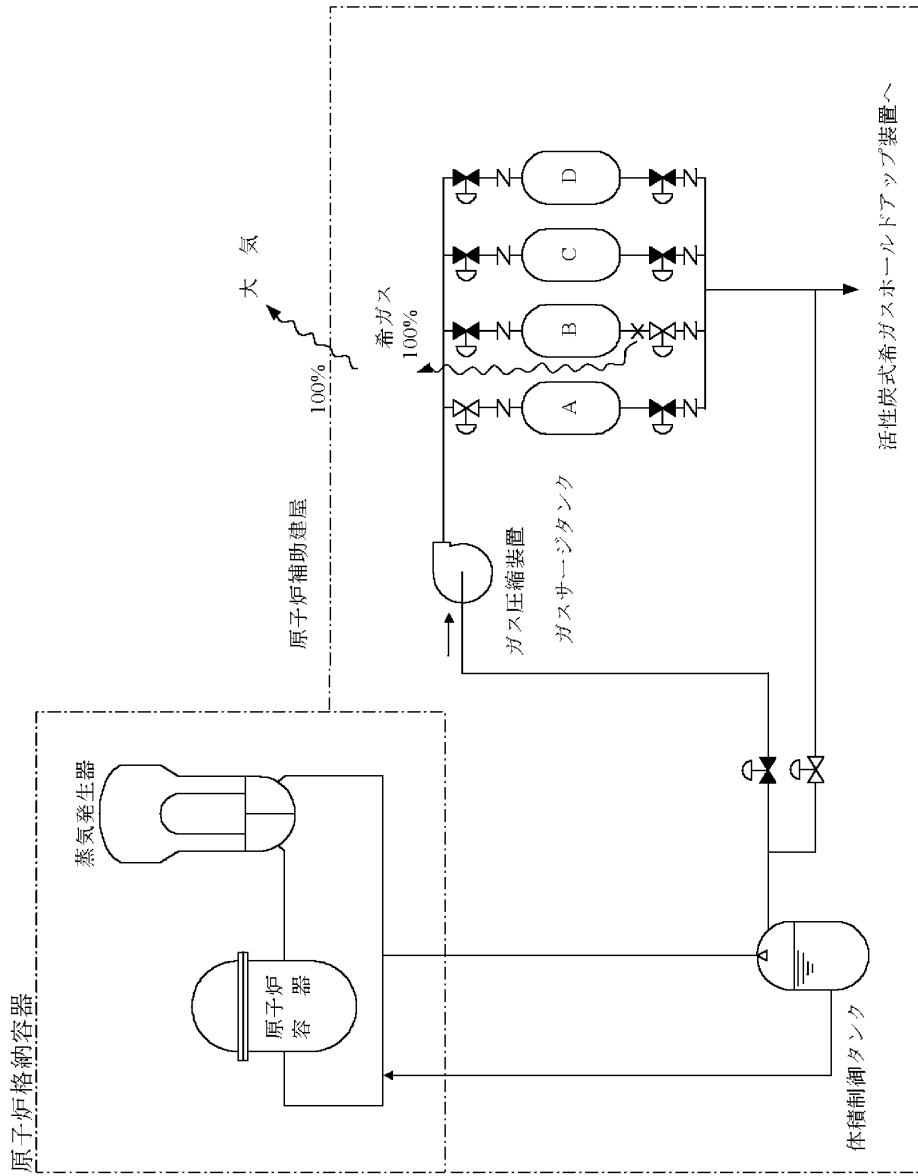 原子炉格納容器
蒸気発生器
原子炉
容器
原子炉補助建屋
大気
100%
希ガス
100%
A
B
C
D
ガス圧縮装置
ガスサージタンク
体積制御タンク
活性炭式希ガスホールドアップ装置へ